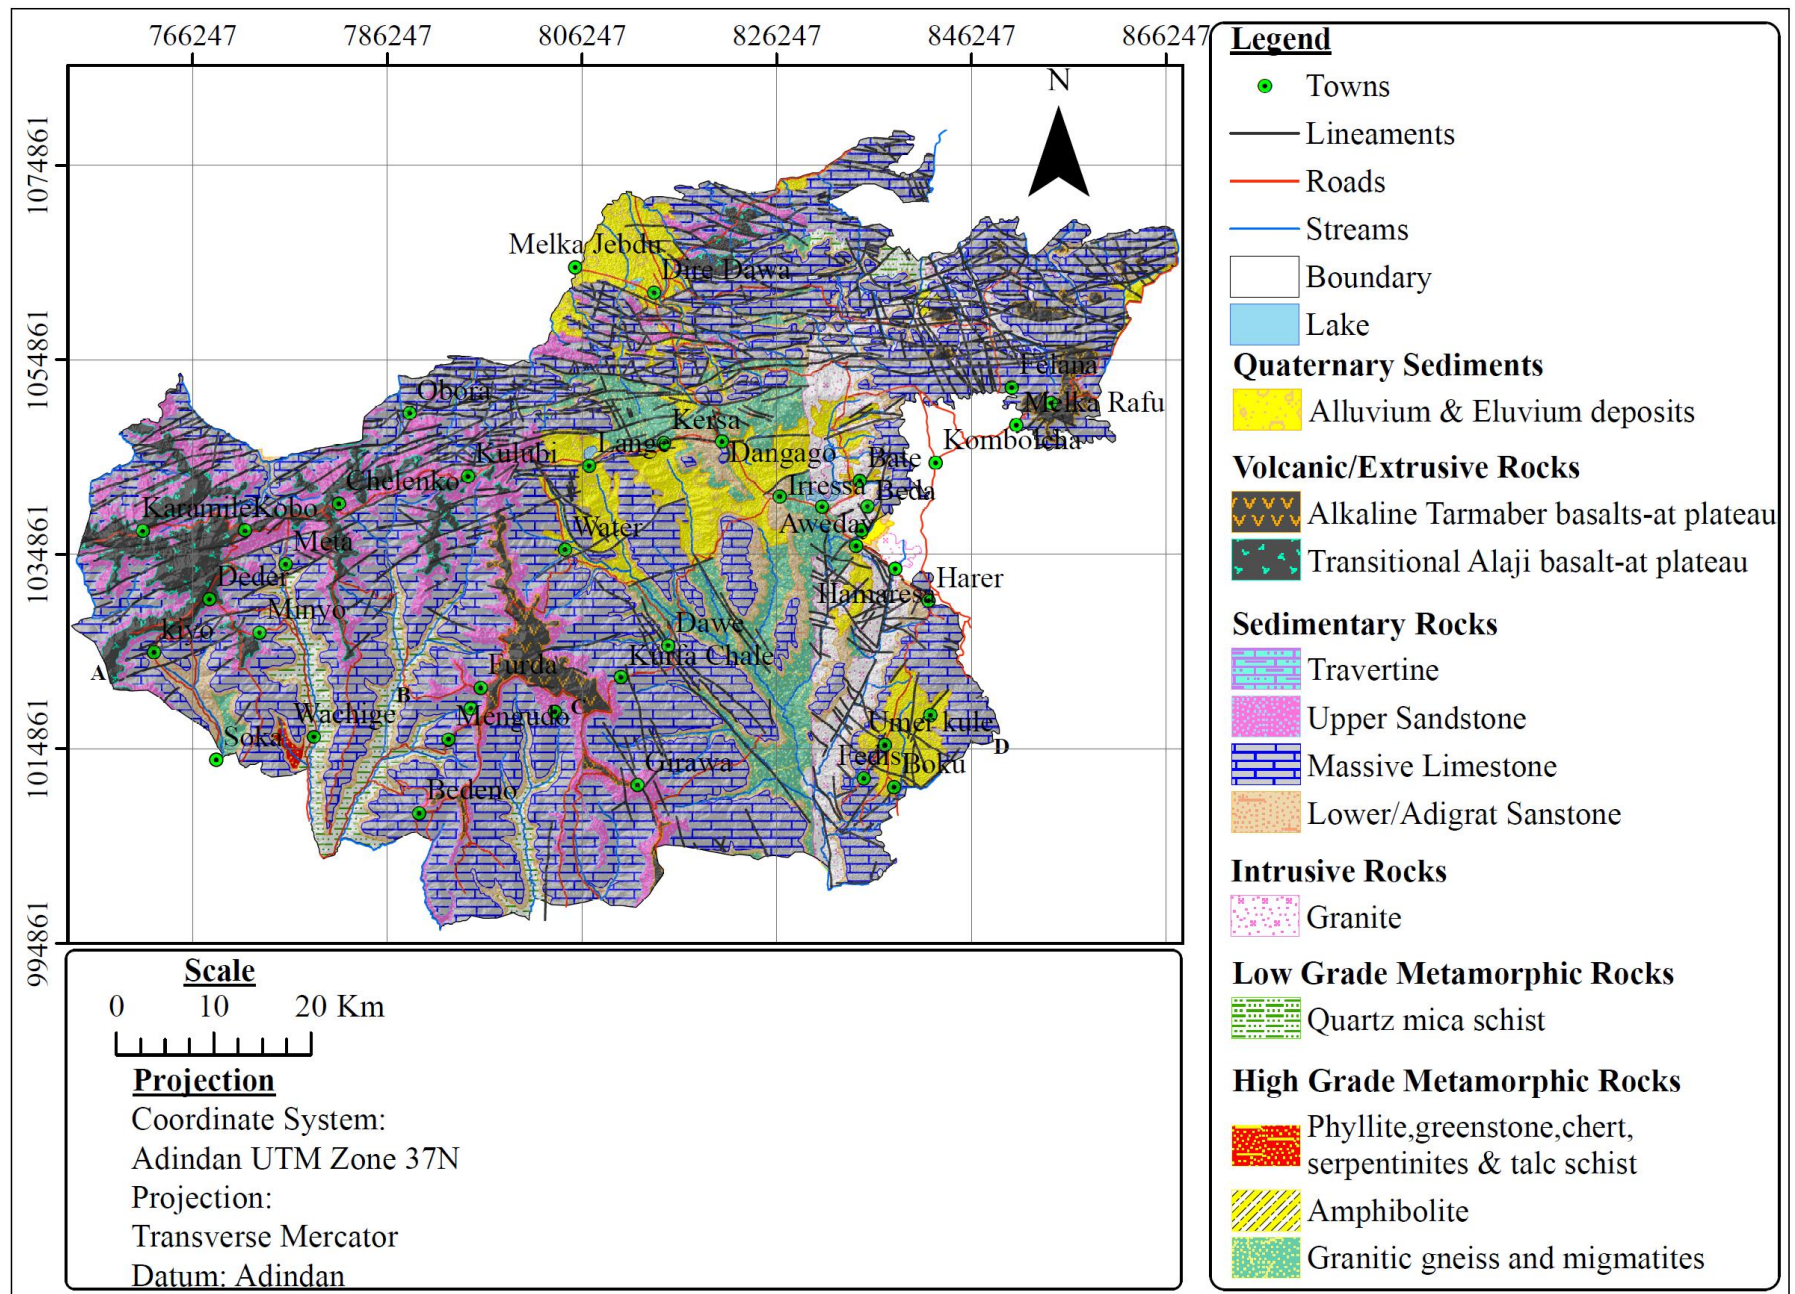 766247 786247 806247 826247 846247 866247
1074861
1054861
1034861
1014861
994861
N
Melka Jebdu
Dire Dawa
Felana
Melka Rafu
Obora
Kersa
Kombolcha
Lange
Kulubi
Dangago
Bate
Chelenko
Irressa
Beda
Karamile
Kobo
Aweday
Water
Meta
Deder
Harer
Hamaresa
Minyo
kiyo
Dawe
Kurfa Chale
Furda
A
B
C
Wachige
Mengudo
Umer kule
D
Soka
Fedis
Boku
Girawa
Bedeno
Scale
0 10 20 Km
Projection
Coordinate System:
Adindan UTM Zone 37N
Projection:
Transverse Mercator
Datum: Adindan
Legend
Towns
Lineaments
Roads
Streams
Boundary
Lake
Quaternary Sediments
Alluvium & Eluvium deposits
Volcanic/Extrusive Rocks
Alkaline Tarmaber basalts-at plateau
Transitional Alaji basalt-at plateau
Sedimentary Rocks
Travertine
Upper Sandstone
Massive Limestone
Lower/Adigrat Sanstone
Intrusive Rocks
Granite
Low Grade Metamorphic Rocks
Quartz mica schist
High Grade Metamorphic Rocks
Phyllite,greenstone,chert,
serpentinites & talc schist
Amphibolite
Granitic gneiss and migmatites